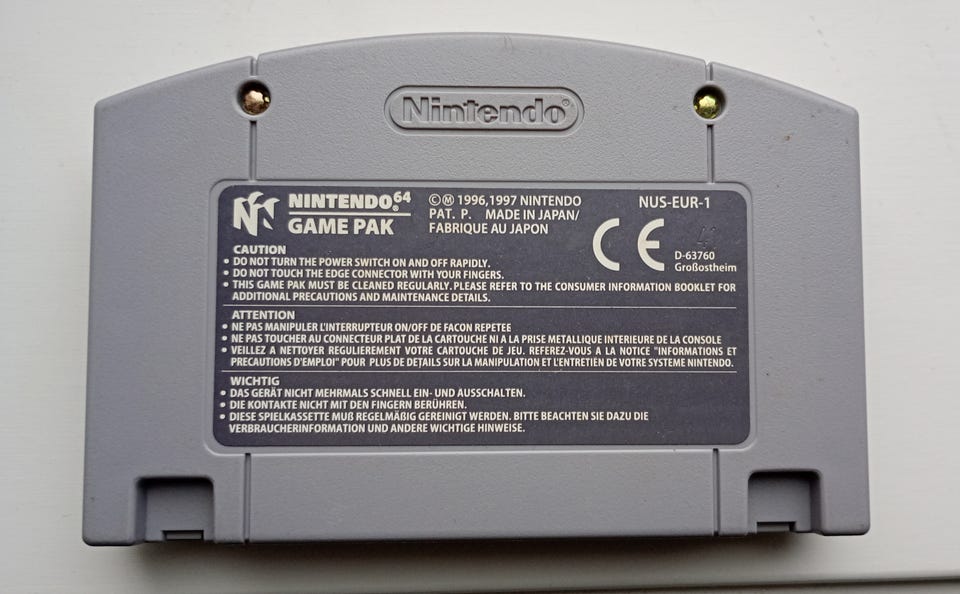 Nintendo®
NINTENDO64
GAME PAK
©Ⓜ 1996,1997 NINTENDO
PAT. P. MADE IN JAPAN/
FABRIQUE AU JAPON
NUS-EUR-1
CE
D-63760
Großostheim
CAUTION
• DO NOT TURN THE POWER SWITCH ON AND OFF RAPIDLY.
• DO NOT TOUCH THE EDGE CONNECTOR WITH YOUR FINGERS.
• THIS GAME PAK MUST BE CLEANED REGULARLY. PLEASE REFER TO THE CONSUMER INFORMATION BOOKLET FOR
ADDITIONAL PRECAUTIONS AND MAINTENANCE DETAILS.
ATTENTION
• NE PAS MANIPULER L'INTERRUPTEUR ON/OFF DE FACON REPETEE
• NE PAS TOUCHER AU CONNECTEUR PLAT DE LA CARTOUCHE NI A LA PRISE METALLIQUE INTERIEURE DE LA CONSOLE
• VEILLEZ A NETTOYER REGULIEREMENT VOTRE CARTOUCHE DE JEU. REFEREZ-VOUS A LA NOTICE "INFORMATIONS ET
PRECAUTIONS D'EMPLOI" POUR PLUS DE DETAILS SUR LA MANIPULATION ET L'ENTRETIEN DE VOTRE SYSTEME NINTENDO.
WICHTIG
• DAS GERÄT NICHT MEHRMALS SCHNELL EIN- UND AUSSCHALTEN.
• DIE KONTAKTE NICHT MIT DEN FINGERN BERÜHREN.
• DIESE SPIELKASSETTE MUß REGELMÄßIG GEREINIGT WERDEN. BITTE BEACHTEN SIE DAZU DIE
VERBRAUCHERINFORMATION UND ANDERE WICHTIGE HINWEISE.